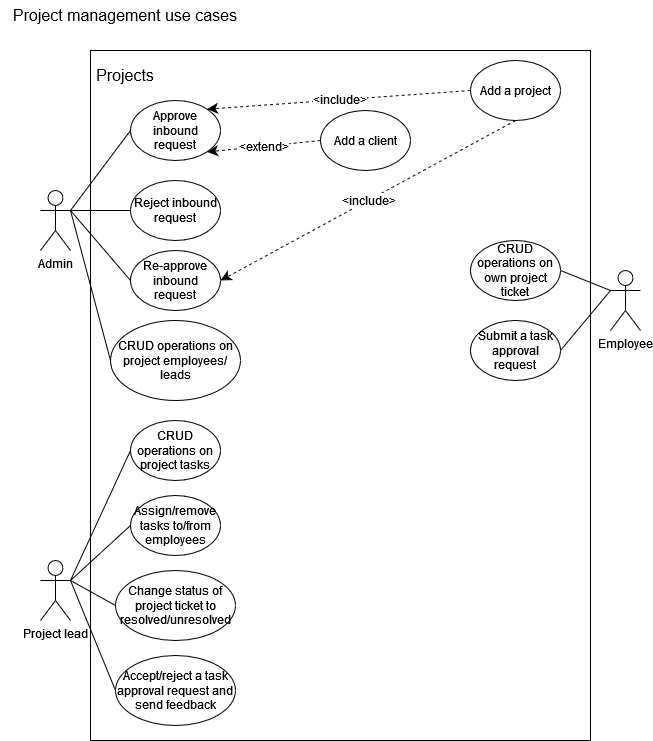 Project management use cases
Projects
Approve
inbound
request
<include>
Add a project
<extend>
Add a client
Reject inbound
request
<include>
Admin
Re-approve
inbound
request
CRUD
operations on
own project
ticket
CRUD operations on
project employees/
leads
Submit a task
approval
request
Employee
CRUD
operations on
project tasks
Assign/remove
tasks to/from
employees
Project lead
Change status of
project ticket to
resolved/unresolved
Accept/reject a task
approval request and
send feedback